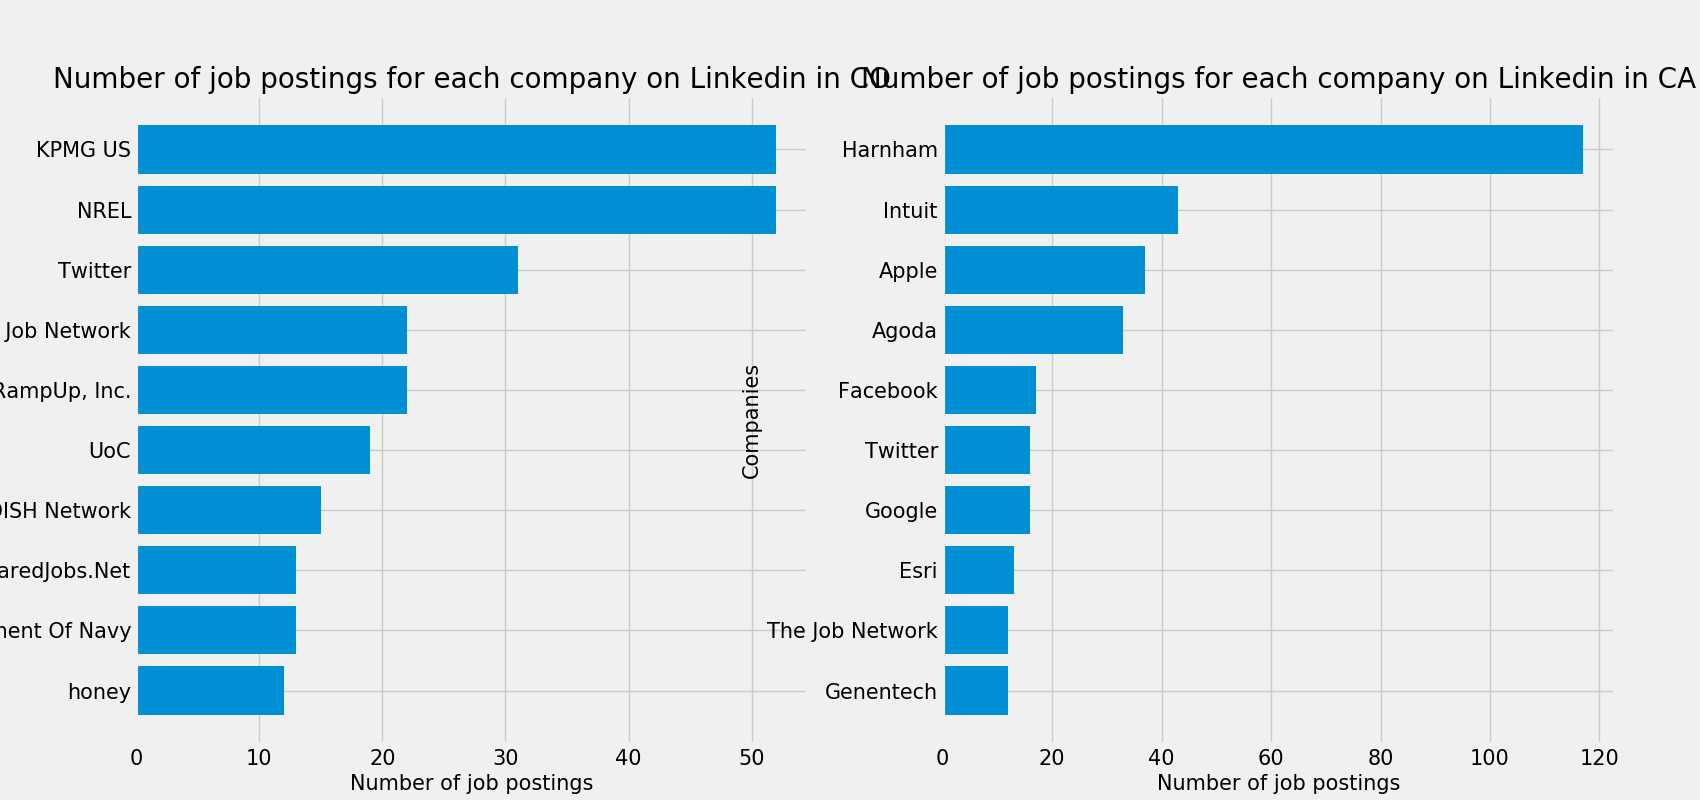 Number of job postings for each company on Linkedin in CO
KPMG US
NREL
Twitter
Job Network
RampUp, Inc.
UoC
DISH Network
aredJobs.Net
ment Of Navy
honey
0 10 20 30 40 50
Number of job postings
Number of job postings for each company on Linkedin in CA
Companies
Harnham
Intuit
Apple
Agoda
Facebook
Twitter
Google
Esri
The Job Network
Genentech
0 20 40 60 80 100 120
Number of job postings